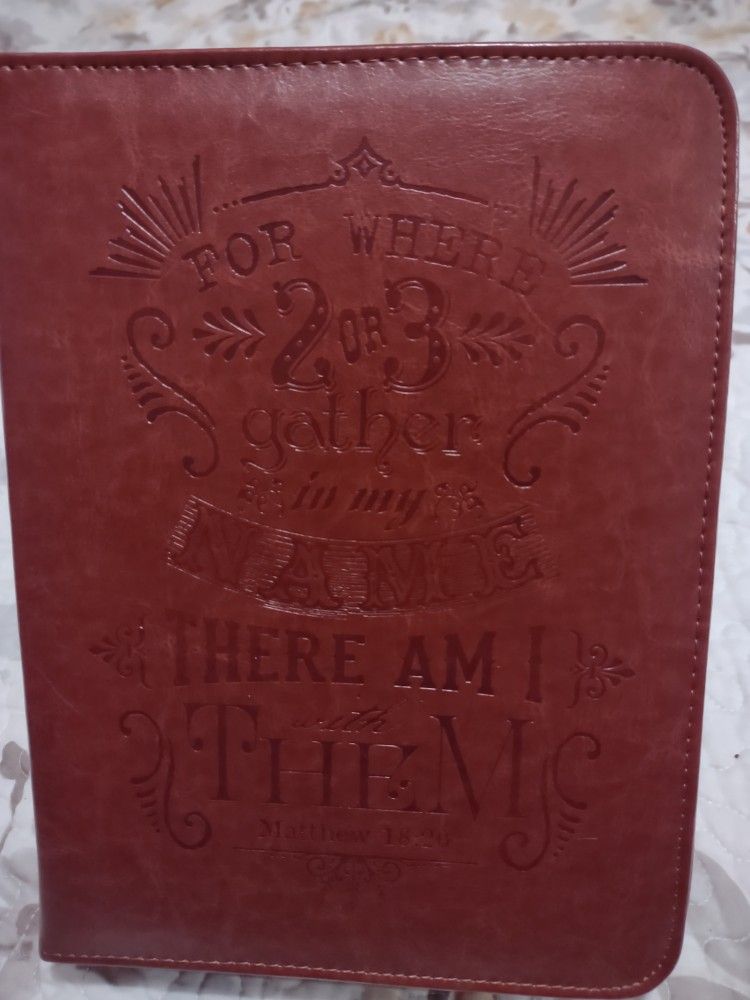 FOR WHERE
2 OR 3
gather
in my
NAME
THERE AM I
with
THEM
Matthew 18:20